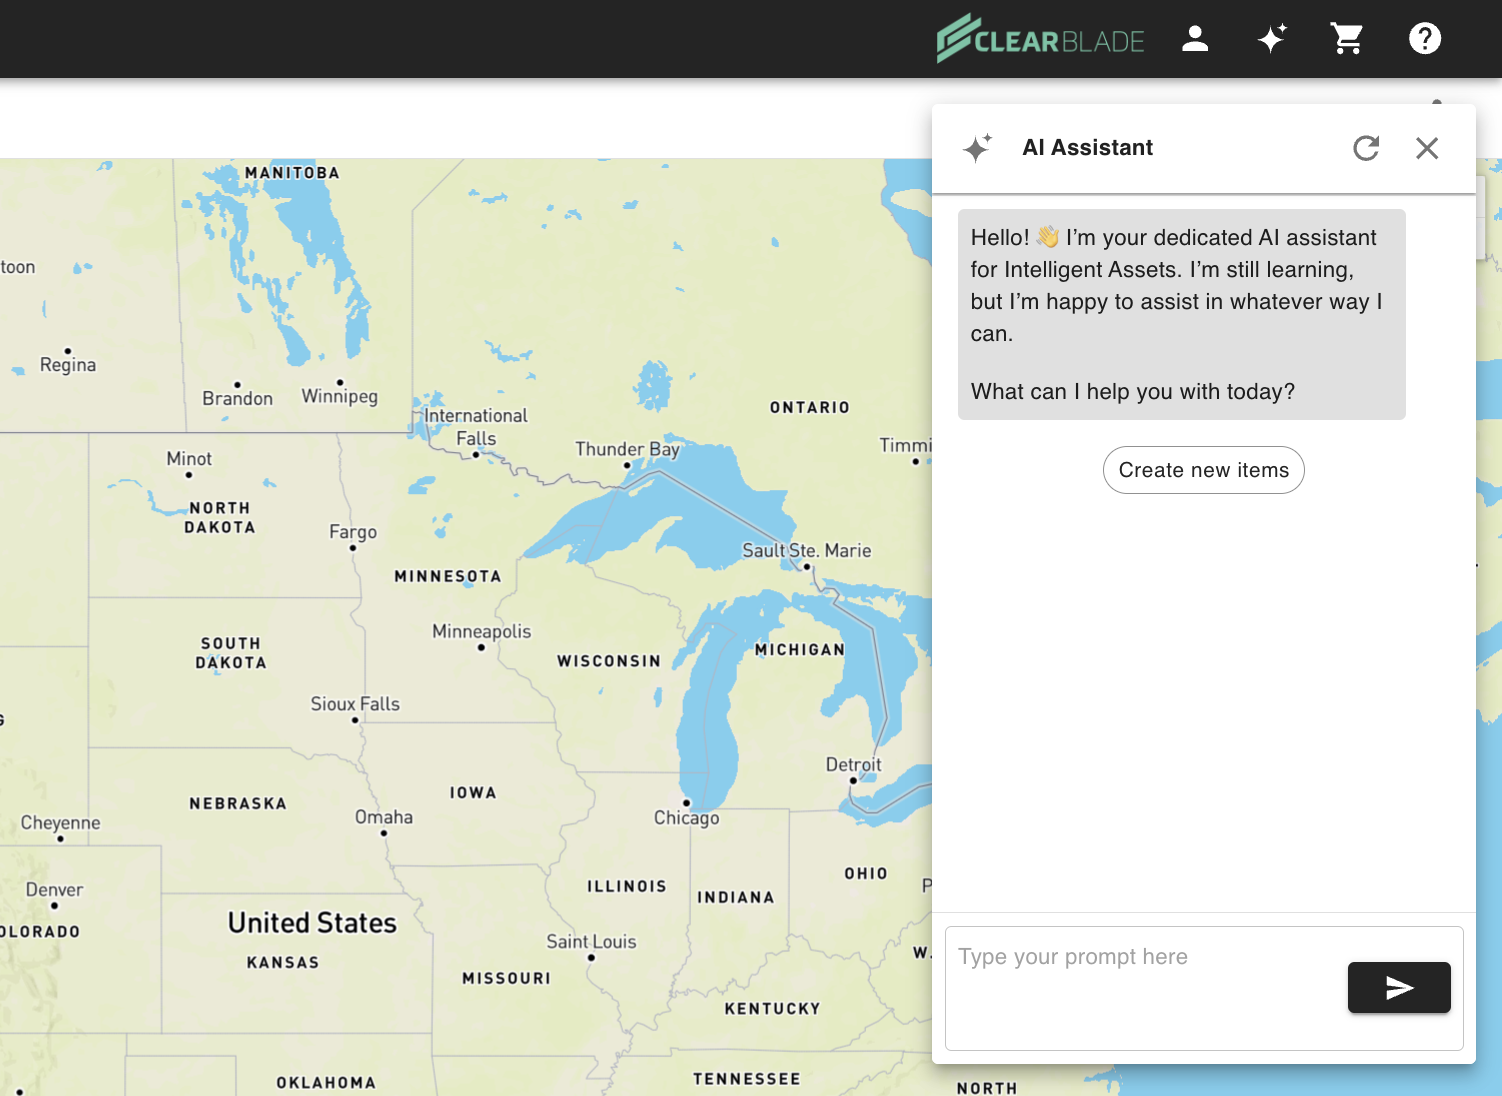 CLEARBLADE
AI Assistant
Hello! 👋 I'm your dedicated AI assistant
for Intelligent Assets. I'm still learning,
but I'm happy to assist in whatever way I
can.
What can I help you with today?
Create new items
Type your prompt here
MANITOBA
toon
Regina
Brandon
Winnipeg
International
Falls
ONTARIO
Thunder Bay
Timmi
Minot
NORTH
DAKOTA
Fargo
Sault Ste. Marie
MINNESOTA
SOUTH
DAKOTA
Minneapolis
WISCONSIN
MICHIGAN
Sioux Falls
G
Detroit
IOWA
NEBRASKA
Cheyenne
Omaha
Chicago
OHIO
Denver
ILLINOIS
INDIANA
P
OLORADO
United States
KANSAS
Saint Louis
MISSOURI
W.
KENTUCKY
OKLAHOMA
TENNESSEE
NORTH